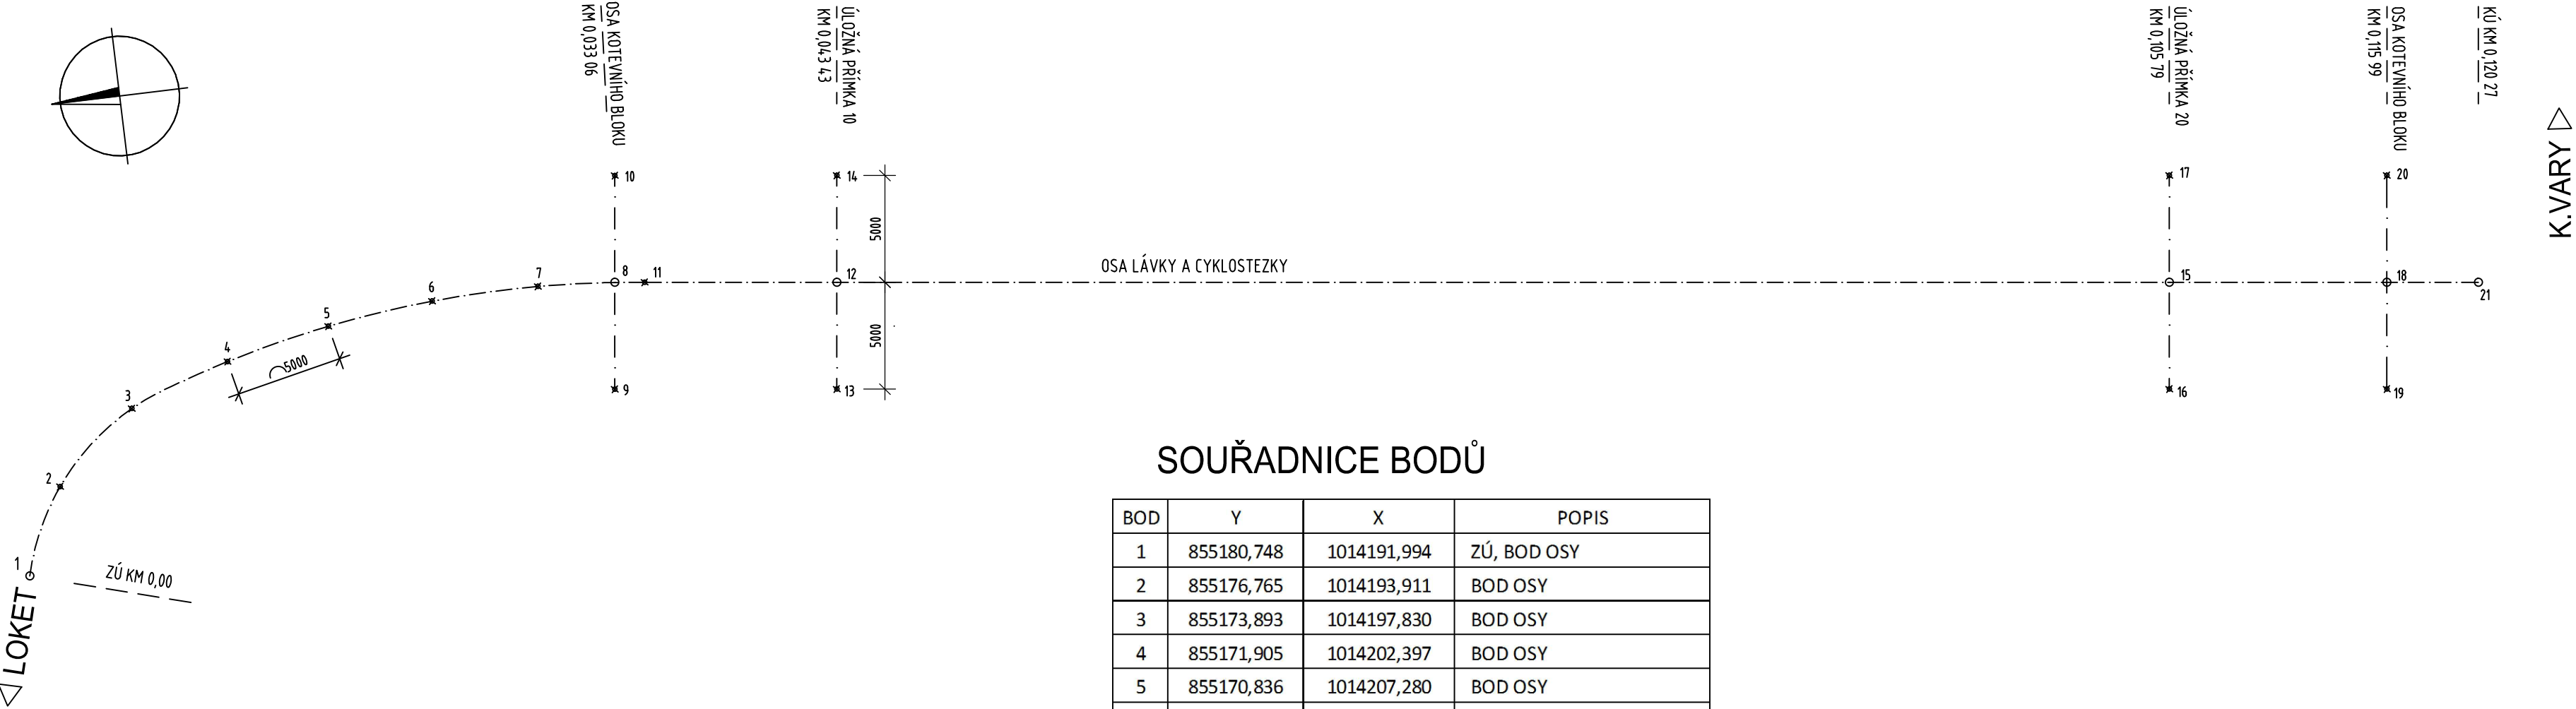 OSA KOTEVNÍHO BLOKU
KM 0,033 06
ÚLOŽNÁ PŘÍMKA 10
KM 0,043 43
ÚLOŽNÁ PŘÍMKA 20
KM 0,105 79
OSA KOTEVNÍHO BLOKU
KM 0,115 99
KÚ KM 0,120 27
K.VARY
10
14
17
20
5000
OSA LÁVKY A CYKLOSTEZKY
8
11
12
15
18
21
7
6
5
4
3
2
1
5000
5000
9
13
16
19
ZÚ KM 0,00
LOKET
SOUŘADNICE BODŮ
BOD Y X POPIS
1 855180,748 1014191,994 ZÚ, BOD OSY
2 855176,765 1014193,911 BOD OSY
3 855173,893 1014197,830 BOD OSY
4 855171,905 1014202,397 BOD OSY
5 855170,836 1014207,280 BOD OSY